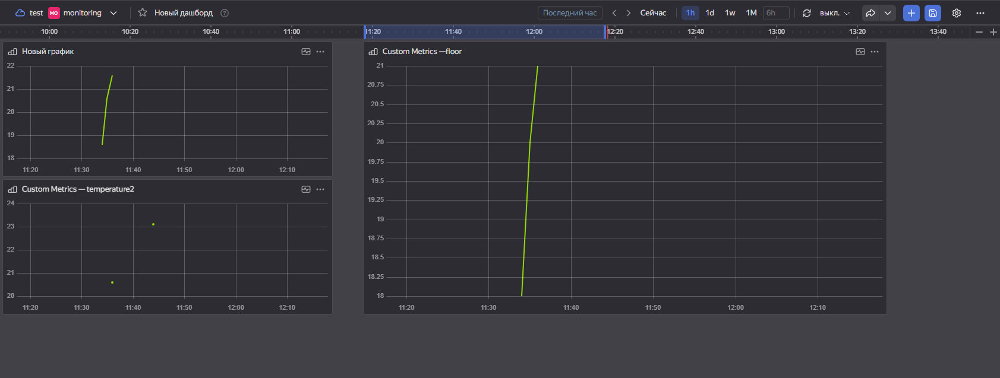 test MO monitoring Новый дашборд Последний час Сейчас 1h 1d 1w 1M 6h выкл.
10:00 10:20 10:40 11:00 11:20 11:40 12:00 12:20 12:40 13:00 13:20 13:40
Новый график
22
21
20
19
18
11:20 11:30 11:40 11:50 12:00 12:10
Custom Metrics — temperature2
24
23
22
21
20
11:20 11:30 11:40 11:50 12:00 12:10
Custom Metrics —floor
21
20.75
20.5
20.25
20
19.75
19.5
19.25
19
18.75
18.5
18.25
18
11:20 11:30 11:40 11:50 12:00 12:10